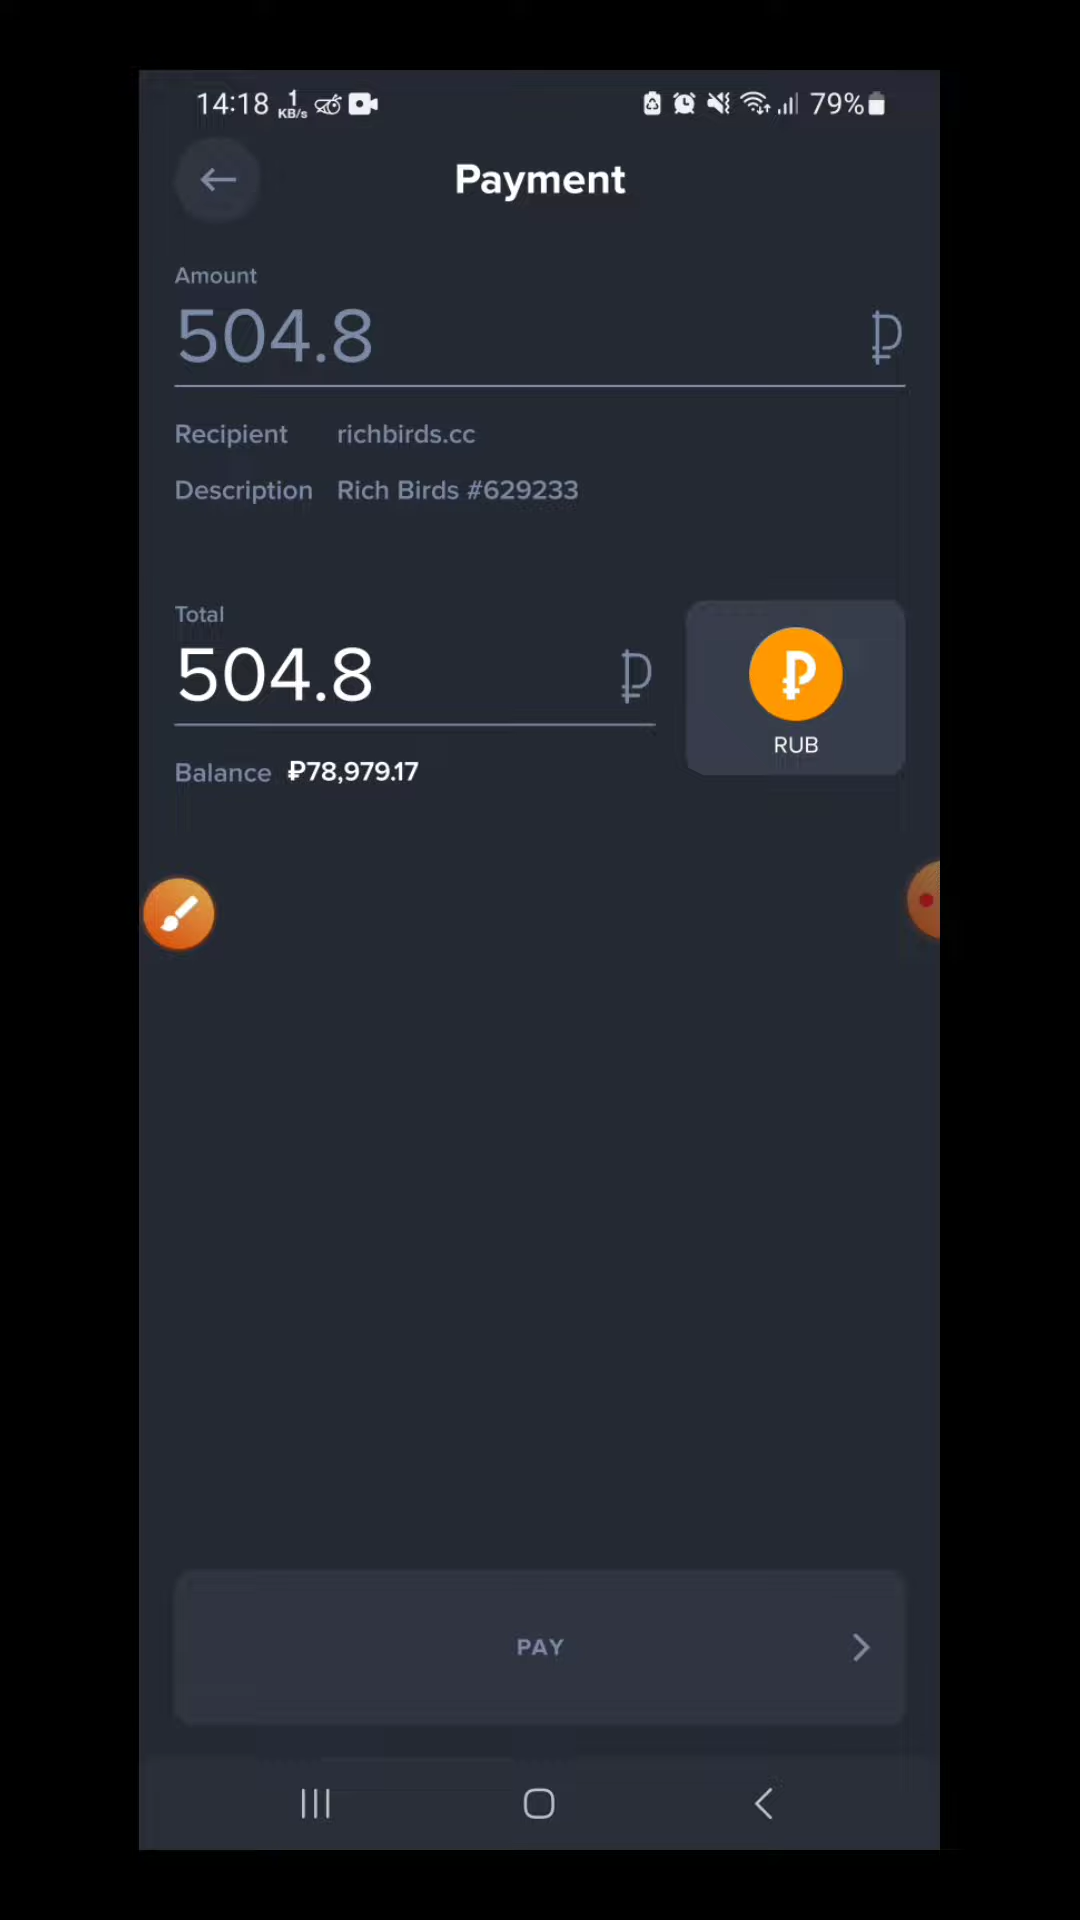 14:18 1 KB/s 79%
Payment
Amount
504.8 ₽
Recipient richbirds.cc
Description Rich Birds #629233
Total
504.8 ₽
RUB
Balance ₽78,979.17
PAY